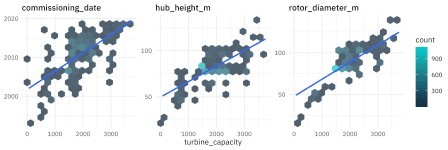 commissioning_date
hub_height_m
rotor_diameter_m
2020
2000
0 1000 2000 3000
100
50
0 1000 2000 3000
100
50
0 1000 2000 3000
turbine_capacity
count
900
600
300